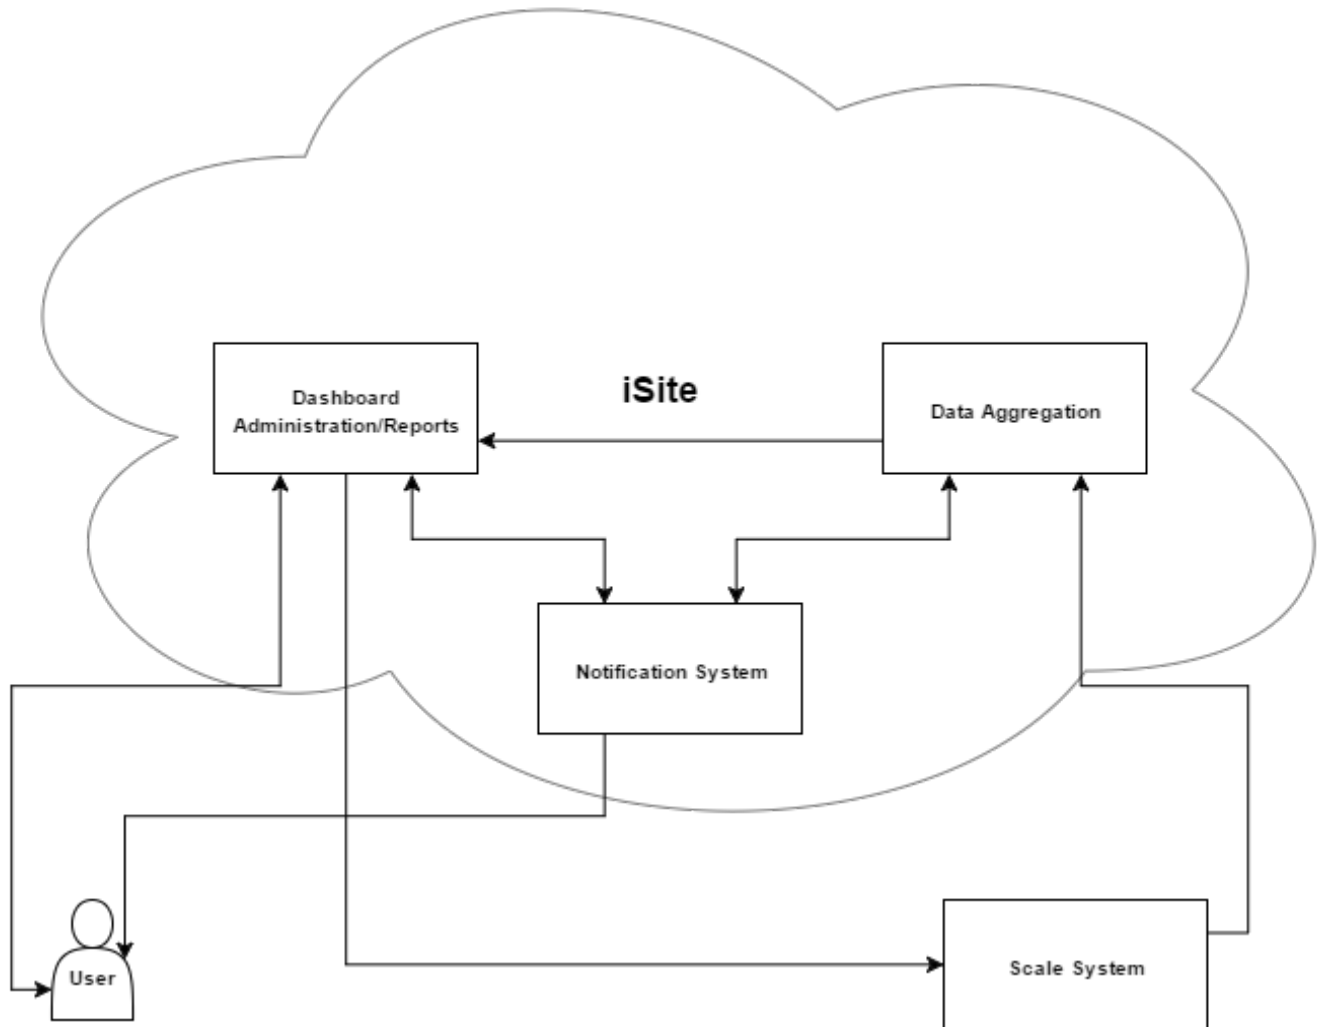 iSite
Dashboard
Administration/Reports
Data Aggregation
Notification System
User
Scale System